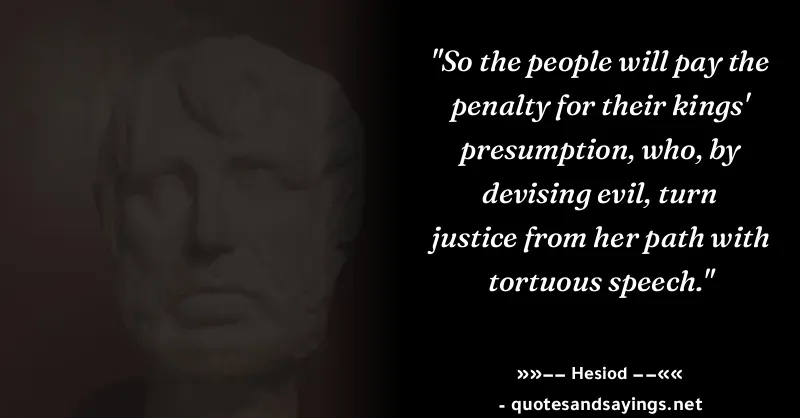 "So the people will pay the
penalty for their kings'
presumption, who, by
devising evil, turn
justice from her path with
tortuous speech."
»»—— Hesiod ——««
- quotesandsayings.net